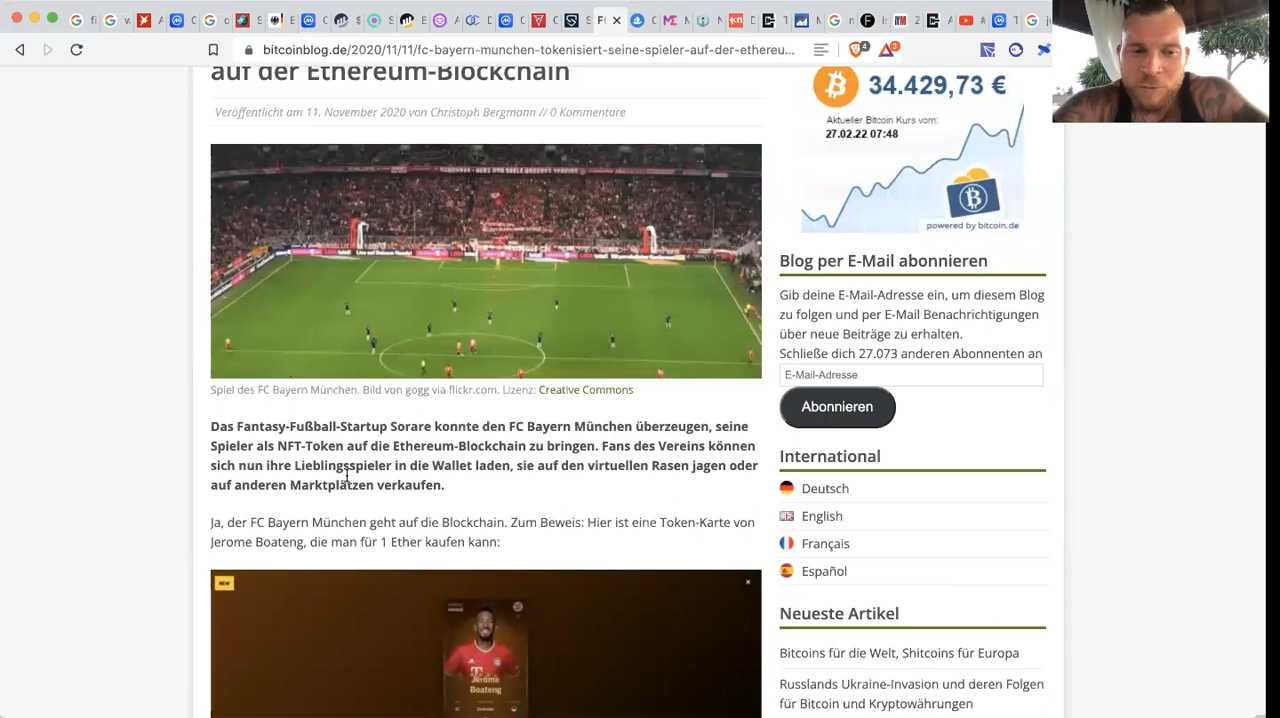 bitcoinblog.de/2020/11/11/fc-bayern-munchen-tokenisiert-seine-spieler-auf-der-ethereu...
auf der Ethereum-Blockchain
Veröffentlicht am 11. November 2020 von Christoph Bergmann // 0 Kommentare
Spiel des FC Bayern München. Bild von gogg via flickr.com. Lizenz: Creative Commons
Das Fantasy-Fußball-Startup Sorare konnte den FC Bayern München überzeugen, seine
Spieler als NFT-Token auf die Ethereum-Blockchain zu bringen. Fans des Vereins können
sich nun ihre Lieblingsspieler in die Wallet laden, sie auf den virtuellen Rasen jagen oder
auf anderen Marktplätzen verkaufen.
Ja, der FC Bayern München geht auf die Blockchain. Zum Beweis: Hier ist eine Token-Karte von
Jerome Boateng, die man für 1 Ether kaufen kann:
NEW
Jérôme
Boateng
34.429,73 €
Aktueller Bitcoin Kurs vom:
27.02.22 07:48
powered by bitcoin.de
Blog per E-Mail abonnieren
Gib deine E-Mail-Adresse ein, um diesem Blog
zu folgen und per E-Mail Benachrichtigungen
über neue Beiträge zu erhalten.
Schließe dich 27.073 anderen Abonnenten an
E-Mail-Adresse
Abonnieren
International
Deutsch
English
Français
Español
Neueste Artikel
Bitcoins für die Welt, Shitcoins für Europa
Russlands Ukraine-Invasion und deren Folgen
für Bitcoin und Kryptowährungen